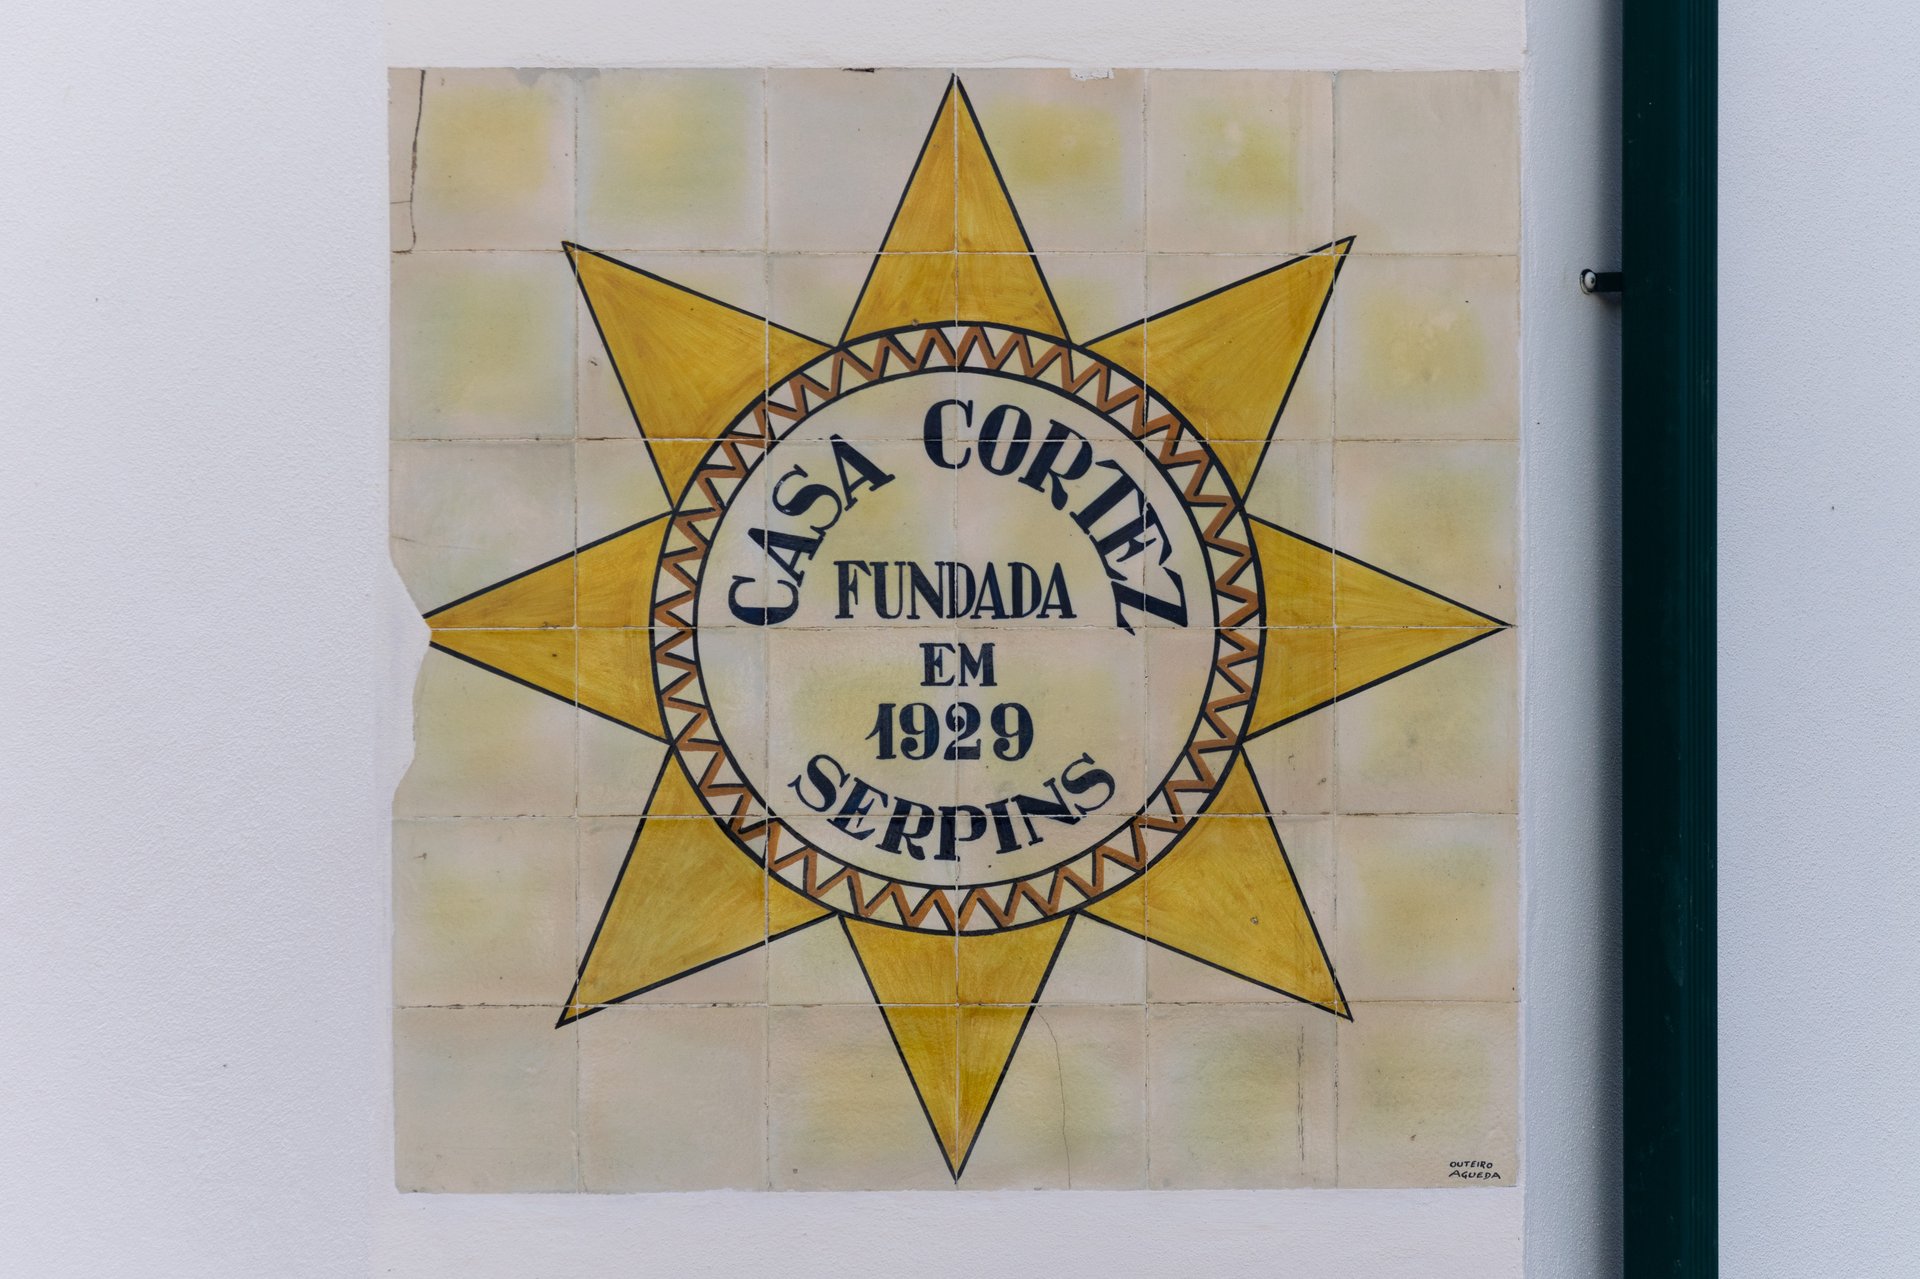 CASA CORTEZ
FUNDADA
EM
1929
SERPINS
OUTEIRO
AGUEDA